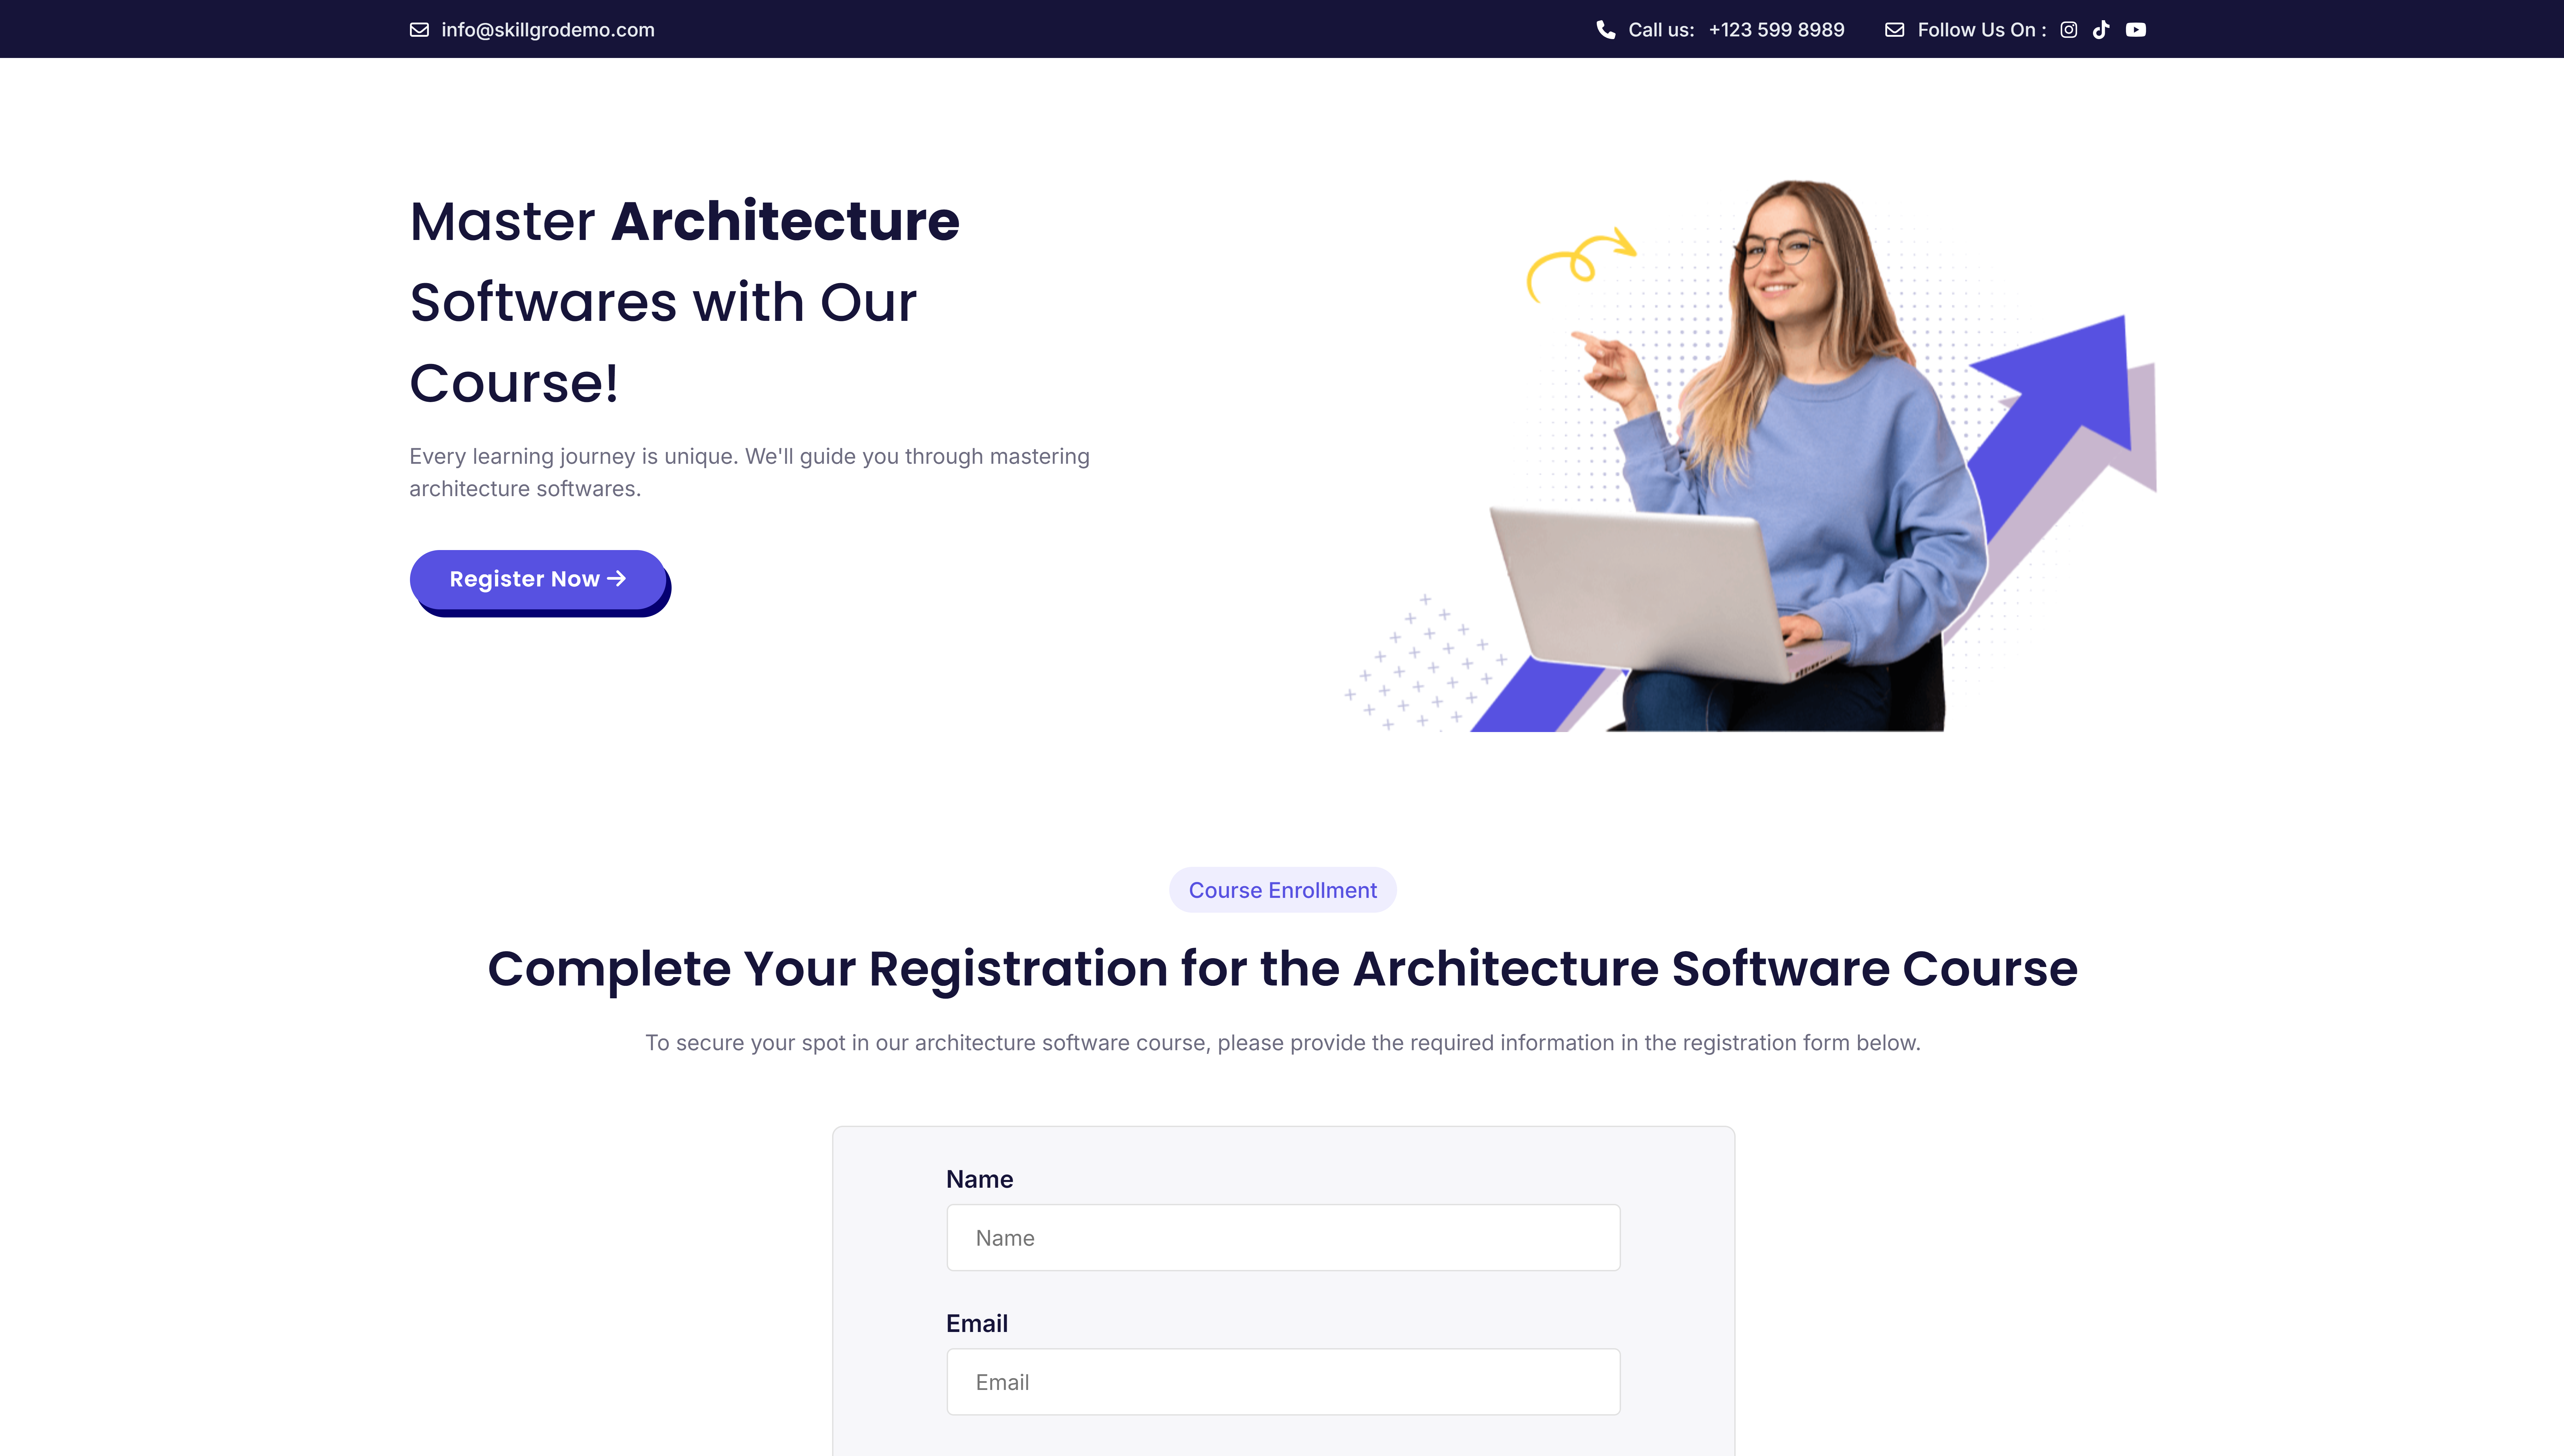 info@skillgrodemo.com
Call us: +123 599 8989
Follow Us On :
Master Architecture
Softwares with Our
Course!
Every learning journey is unique. We'll guide you through mastering
architecture softwares.
Register Now
Course Enrollment
Complete Your Registration for the Architecture Software Course
To secure your spot in our architecture software course, please provide the required information in the registration form below.
Name
Name
Email
Email